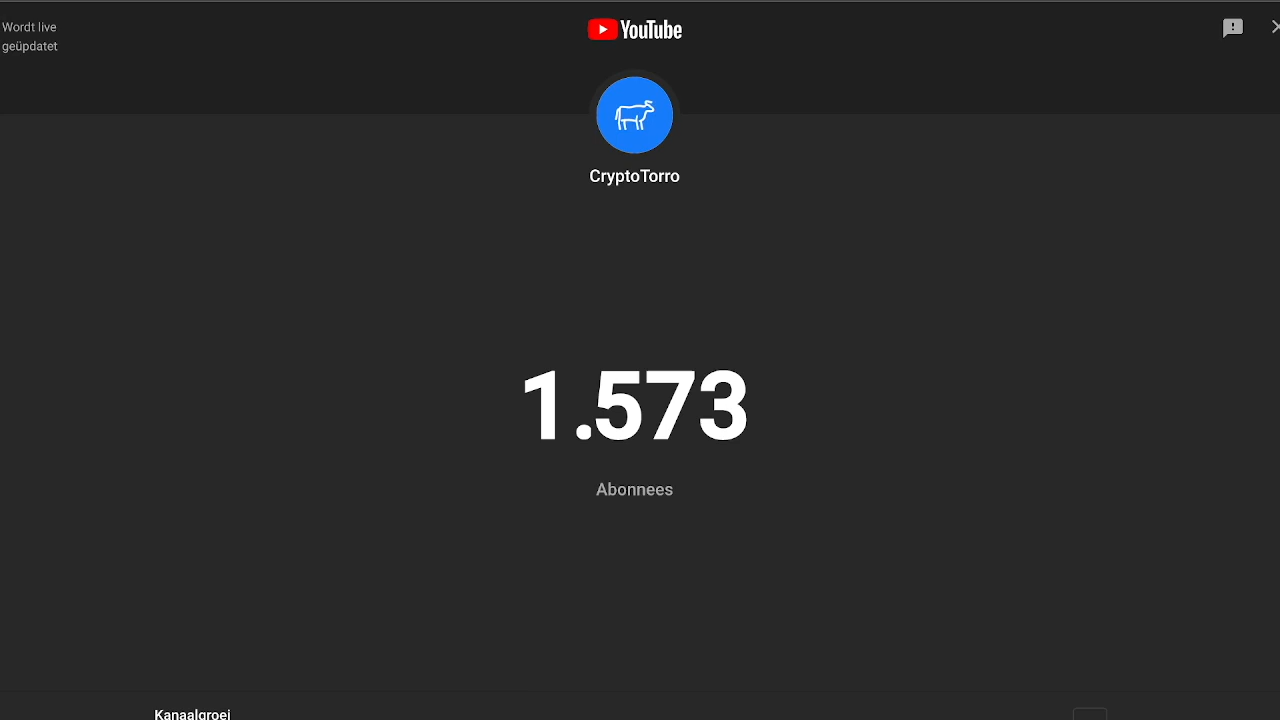 Wordt live
geüpdatet
YouTube
CryptoTorro
1.573
Abonnees
Kanaalgroei